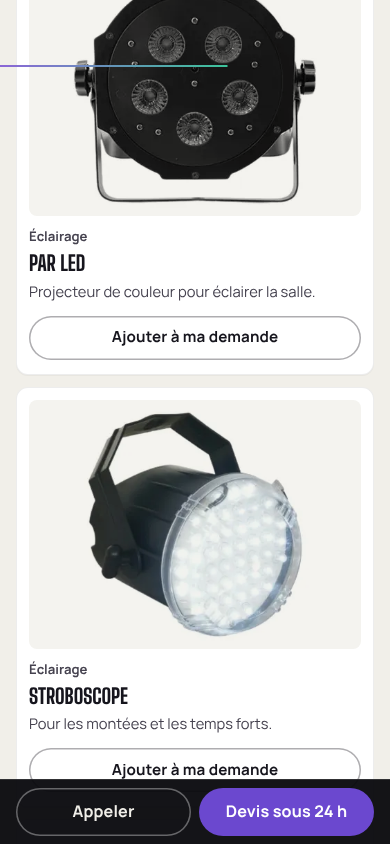 Éclairage
PAR LED
Projecteur de couleur pour éclairer la salle.
Ajouter à ma demande
Éclairage
STROBOSCOPE
Pour les montées et les temps forts.
Ajouter à ma demande
Appeler
Devis sous 24 h